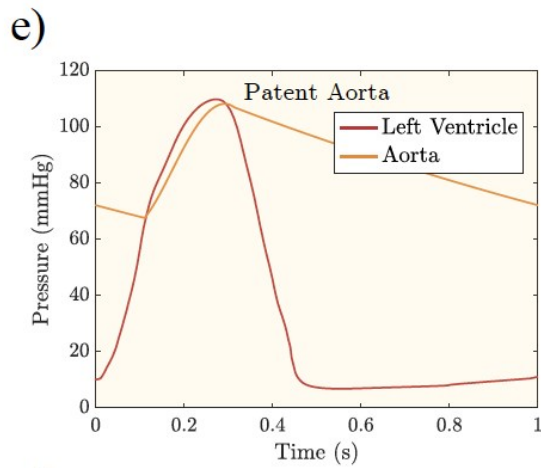 e)
120
Patent Aorta
Left Ventricle
Aorta
100
80
60
40
20
0
Pressure (mmHg)
0 0.2 0.4 0.6 0.8 1
Time (s)